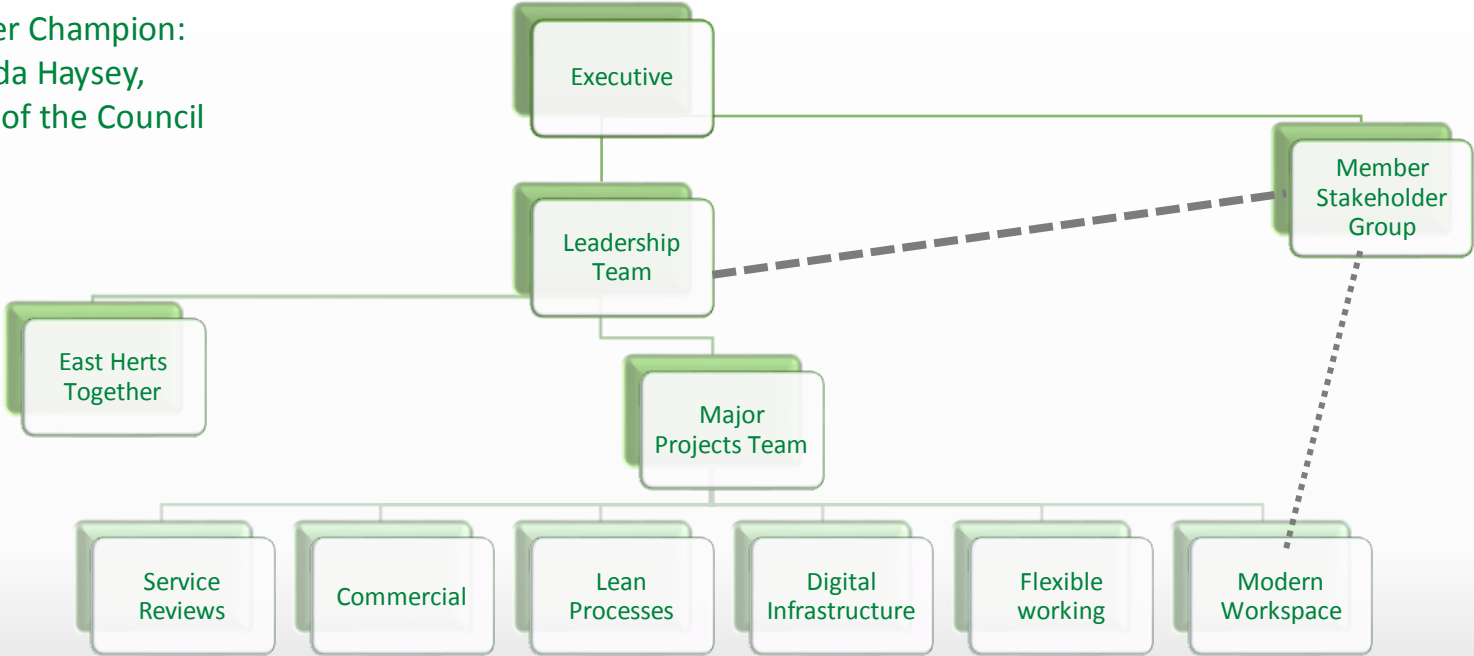 er Champion:
da Haysey,
of the Council
Executive
Member
Stakeholder
Group
Leadership
Team
East Herts
Together
Major
Projects Team
Service
Reviews
Commercial
Lean
Processes
Digital
Infrastructure
Flexible
working
Modern
Workspace